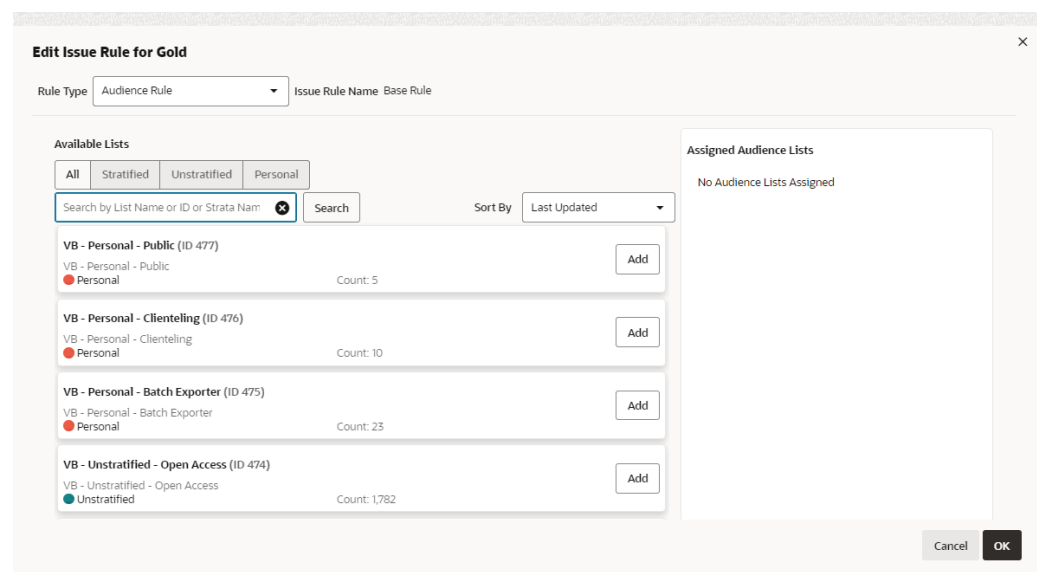 Edit Issue Rule for Gold
Rule Type Audience Rule Issue Rule Name Base Rule
Available Lists
All Stratified Unstratified Personal
Search by List Name or ID or Strata Nam Search Sort By Last Updated
VB - Personal - Public (ID 477)
VB - Personal - Public
Personal Count: 5
Add
VB - Personal - Clienteling (ID 476)
VB - Personal - Clienteling
Personal Count: 10
Add
VB - Personal - Batch Exporter (ID 475)
VB - Personal - Batch Exporter
Personal Count: 23
Add
VB - Unstratified - Open Access (ID 474)
VB - Unstratified - Open Access
Unstratified Count: 1,782
Add
Assigned Audience Lists
No Audience Lists Assigned
Cancel OK